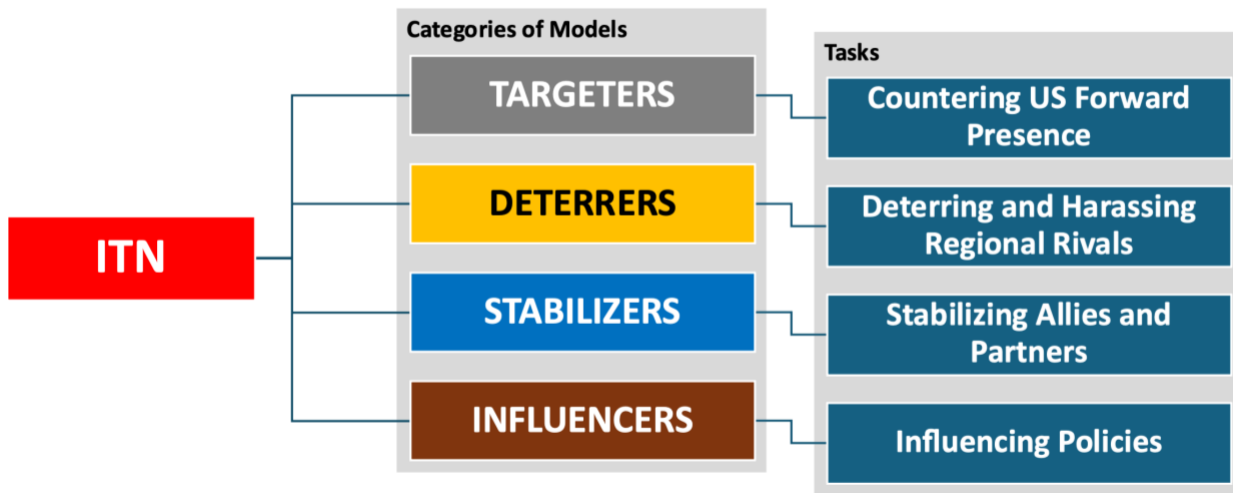 Categories of Models
Tasks
ITN
TARGETERS
Countering US Forward
Presence
DETERRERS
Deterring and Harassing
Regional Rivals
STABILIZERS
Stabilizing Allies and
Partners
INFLUENCERS
Influencing Policies